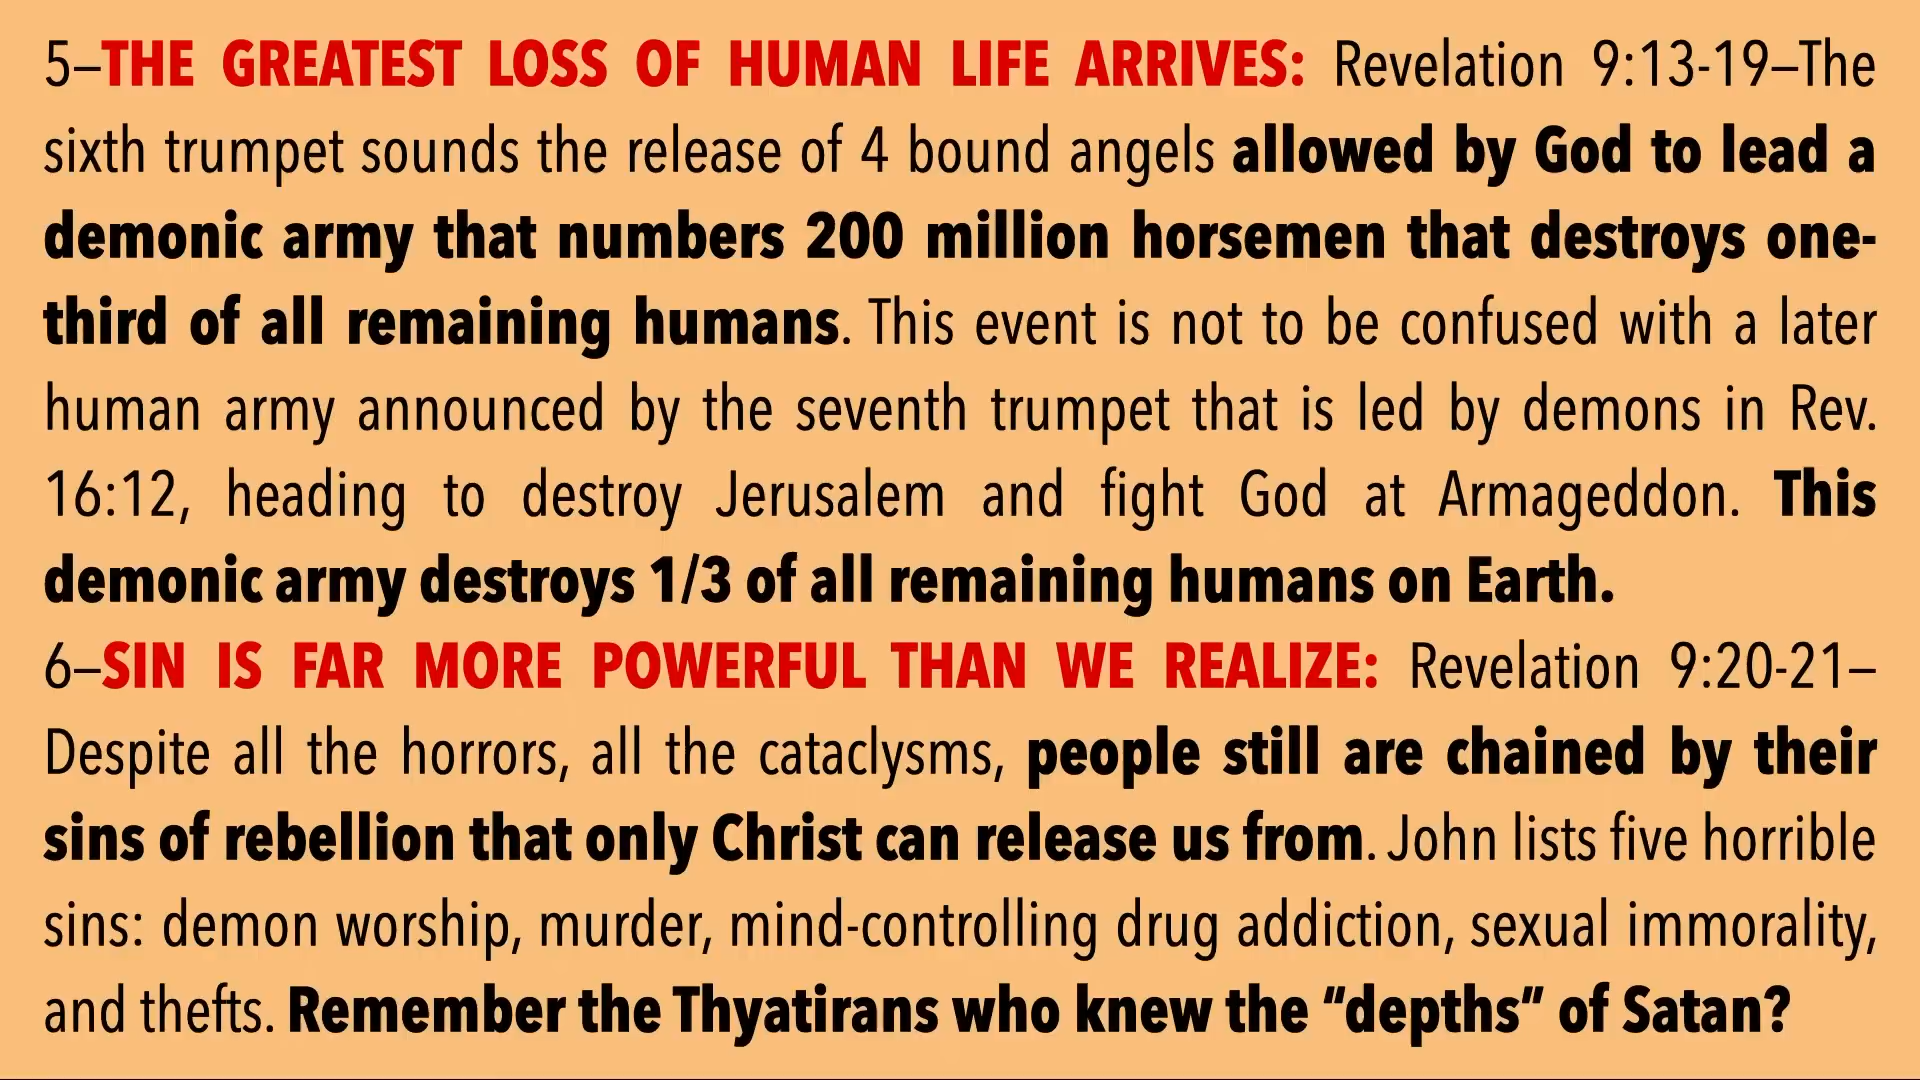 5–THE GREATEST LOSS OF HUMAN LIFE ARRIVES: Revelation 9:13-19–The
sixth trumpet sounds the release of 4 bound angels allowed by God to lead a
demonic army that numbers 200 million horsemen that destroys one-
third of all remaining humans. This event is not to be confused with a later
human army announced by the seventh trumpet that is led by demons in Rev.
16:12, heading to destroy Jerusalem and fight God at Armageddon. This
demonic army destroys 1/3 of all remaining humans on Earth.
6–SIN IS FAR MORE POWERFUL THAN WE REALIZE: Revelation 9:20-21–
Despite all the horrors, all the cataclysms, people still are chained by their
sins of rebellion that only Christ can release us from. John lists five horrible
sins: demon worship, murder, mind-controlling drug addiction, sexual immorality,
and thefts. Remember the Thyatirans who knew the “depths” of Satan?